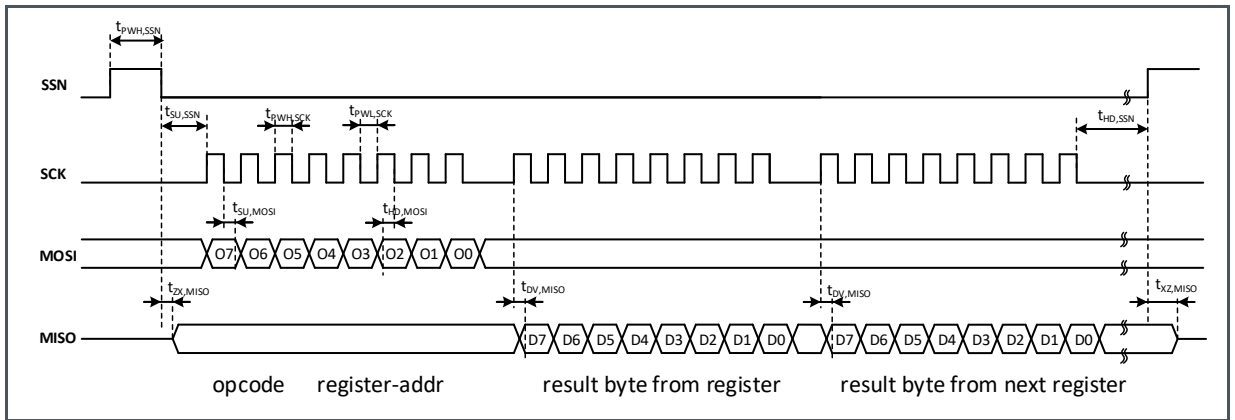 tPWH,SSN
SSN
tSU,SSN tPWH,SCK tPWL,SCK tHD,SSN
SCK
tSU,MOSI tHD,MOSI
MOSI O7 O6 O5 O4 O3 O2 O1 O0
tZX,MISO tDV,MISO tDV,MISO tXZ,MISO
MISO D7 D6 D5 D4 D3 D2 D1 D0 D7 D6 D5 D4 D3 D2 D1 D0
opcode register-addr result byte from register result byte from next register